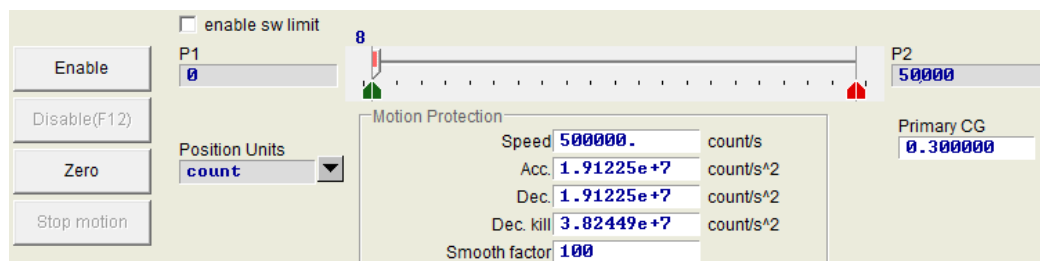 enable sw limit
8
P1
P2
Enable
0
50,000
Disable(F12)
Motion Protection
Primary CG
Speed 500000. count/s
0.300000
Position Units
Zero
count
Acc. 1.91225e+7 count/s^2
Dec. 1.91225e+7 count/s^2
Stop motion
Dec. kill 3.82449e+7 count/s^2
Smooth factor 100